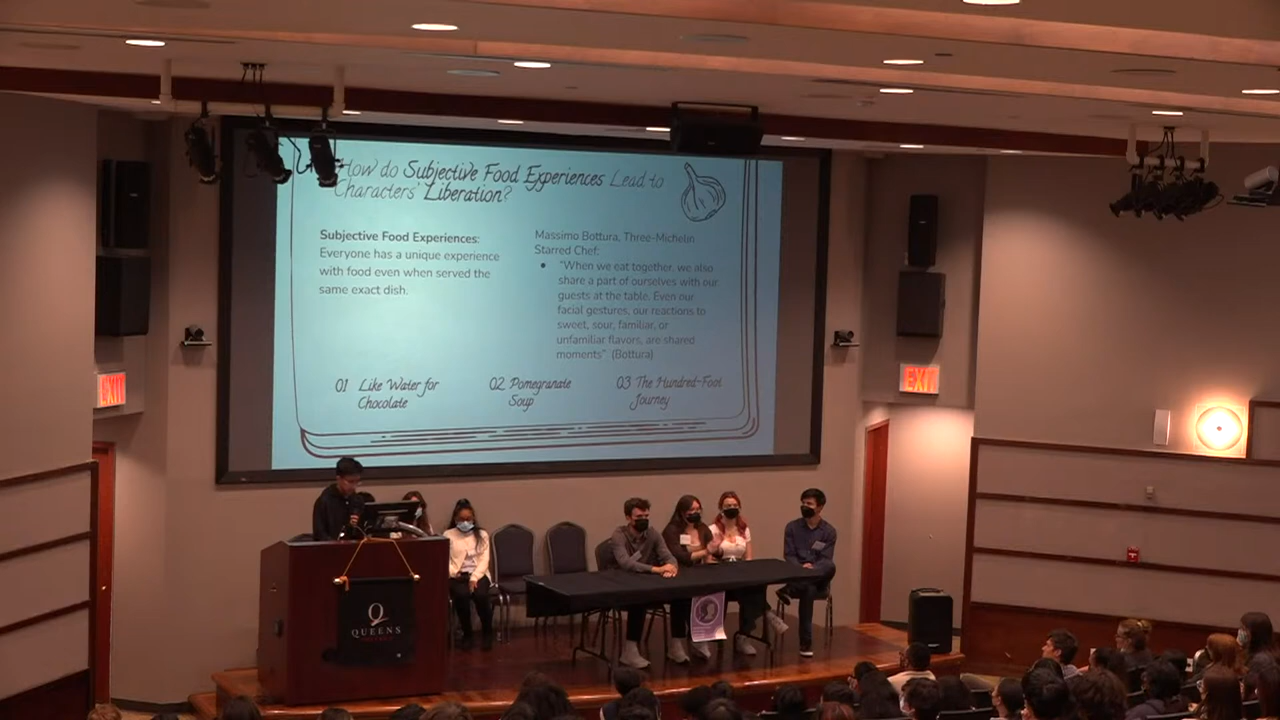 How do Subjective Food Experiences Lead to
Characters' Liberation?
Subjective Food Experiences:
Everyone has a unique experience
with food even when served the
same exact dish.
Massimo Bottura, Three-Michelin
Starred Chef:
● "When we eat together, we also
share a part of ourselves with our
guests at the table. Even our
facial gestures, our reactions to
sweet, sour, familiar, or
unfamiliar flavors, are shared
moments" (Bottura)
01 Like Water for
Chocolate
02 Pomegranate
Soup
03 The Hundred-Foot
Journey
EXIT
EXIT
Q
QUEENS